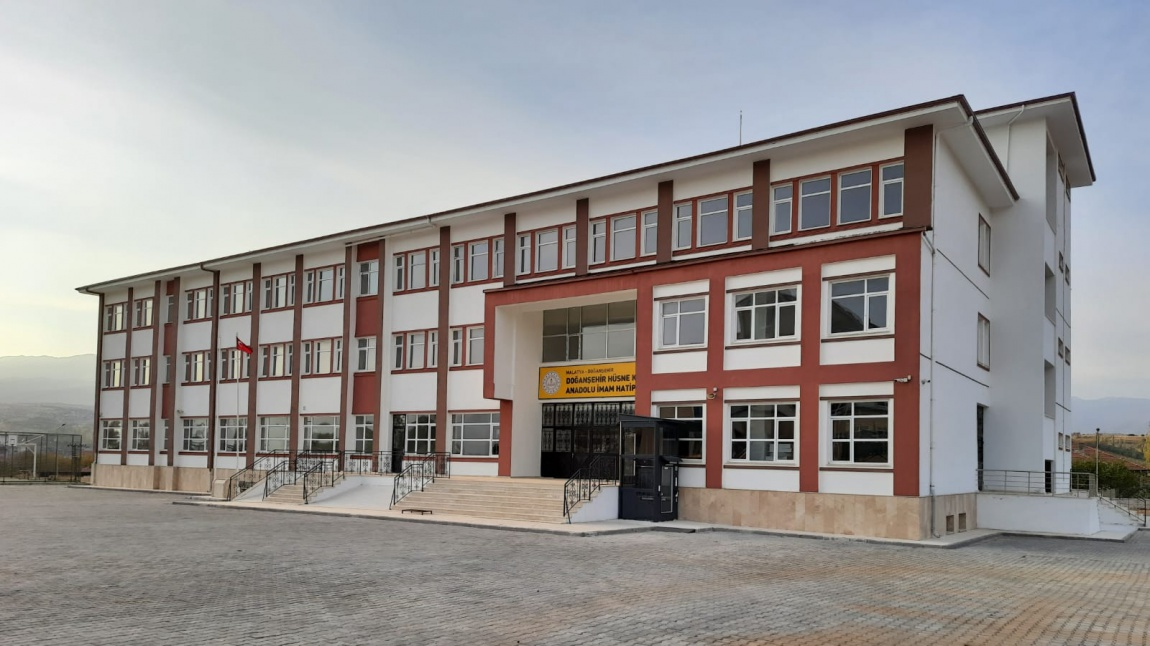 MALATYA - DOĞANŞEHİR
DOĞANŞEHİR HÜSNE
ANADOLU İMAM HATİP